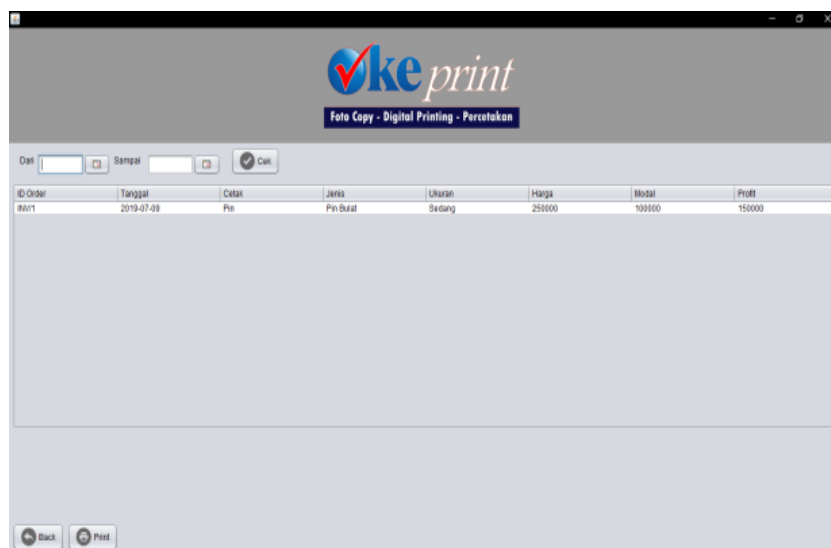 Oke print
Foto Copy - Digital Printing - Percetakan
Dari Sampai Cek
ID Order Tanggal Cetak Jenis Ukuran Harga Modal Profit
INV1 2019-07-09 Pin Pin Bulat Sedang 250000 100000 150000
Back Print